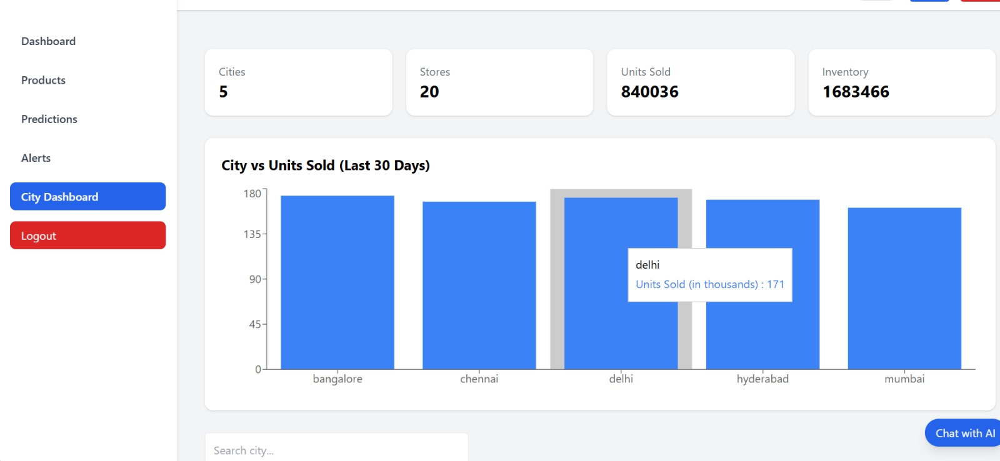 Dashboard
Products
Predictions
Alerts
City Dashboard
Logout
Cities
5
Stores
20
Units Sold
840036
Inventory
1683466
City vs Units Sold (Last 30 Days)
180
135
90
45
0
delhi
Units Sold (in thousands) : 171
bangalore
chennai
delhi
hyderabad
mumbai
Chat with AI
Search city...